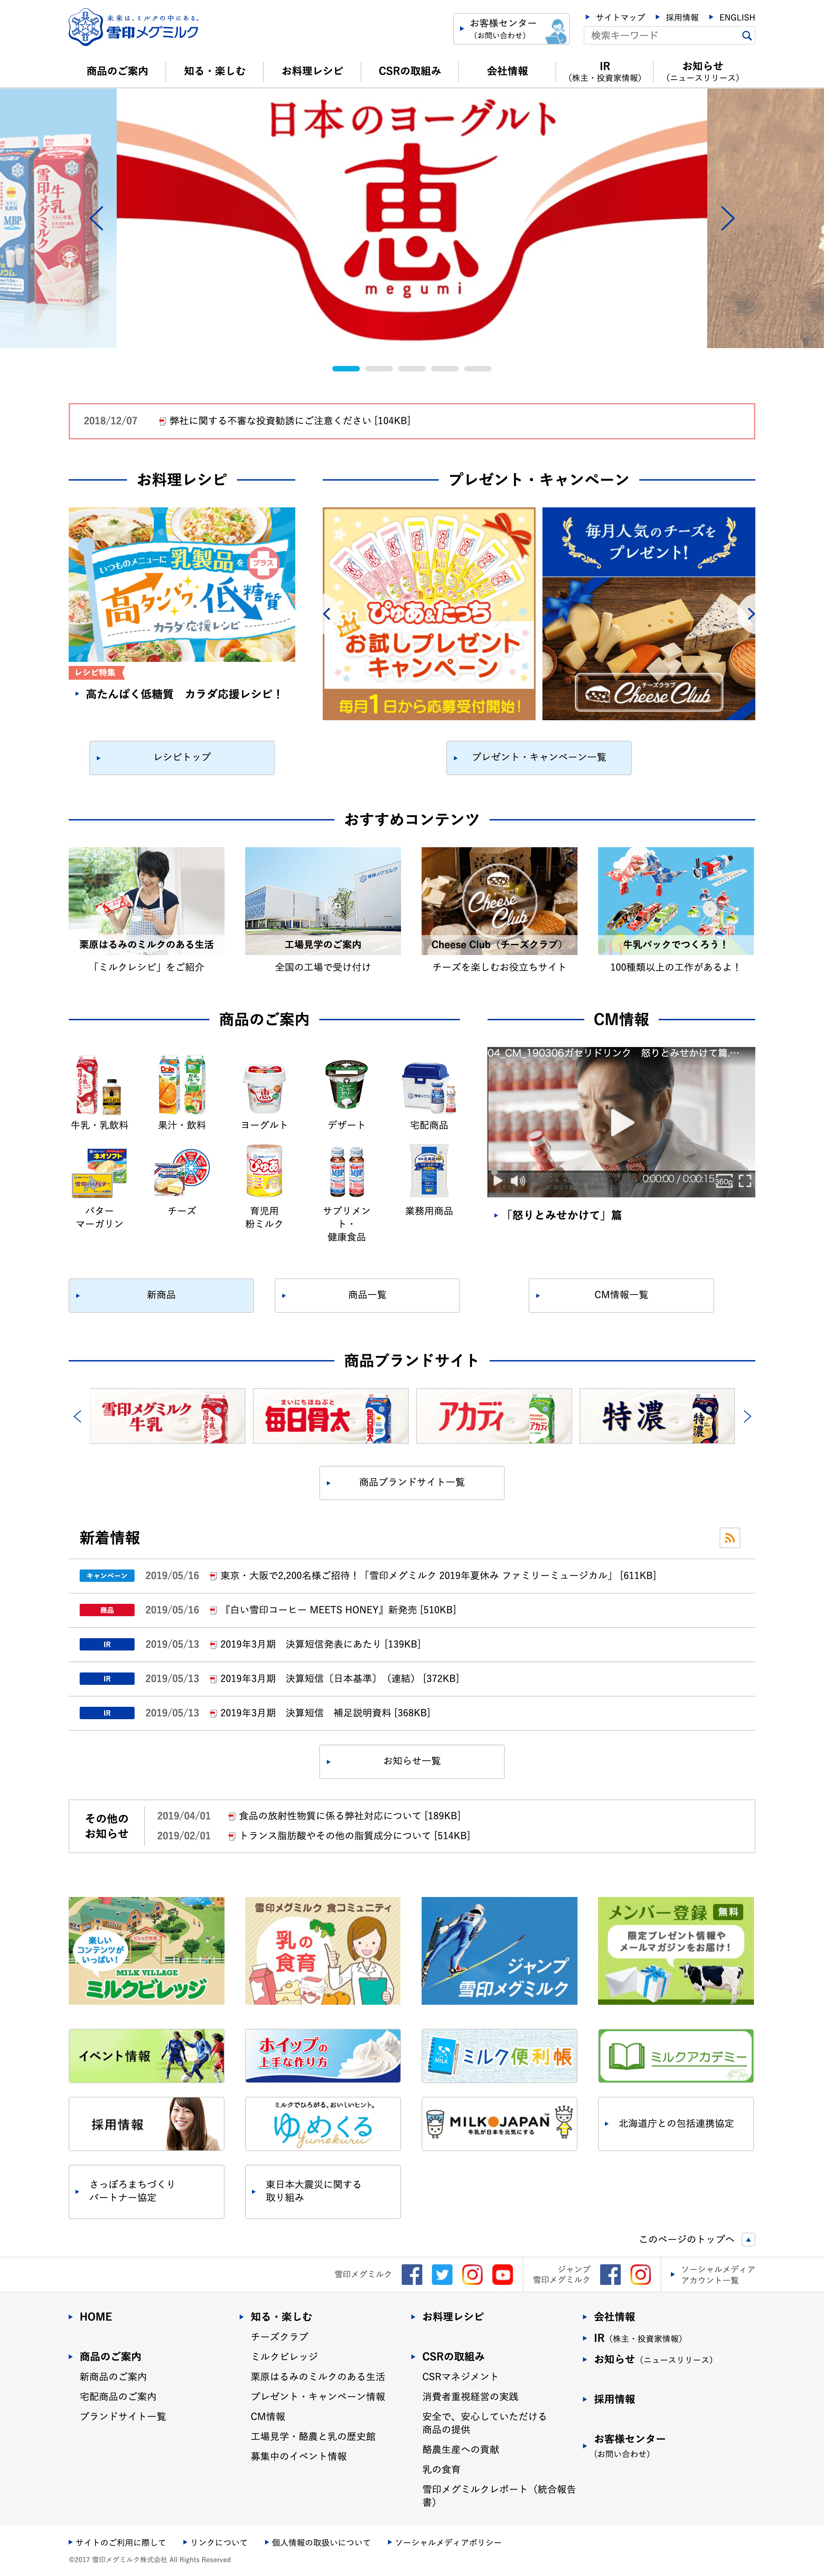 未来は、ミルクの中にある。
雪印メグミルク
お客様センター
（お問い合わせ）
サイトマップ
採用情報
ENGLISH
検索キーワード
商品のご案内
知る・楽しむ
お料理レシピ
CSRの取組み
会社情報
IR
（株主・投資家情報）
お知らせ
（ニュースリリース）
日本のヨーグルト
恵
megumi
2018/12/07 弊社に関する不審な投資勧誘にご注意ください [104KB]
お料理レシピ
いつものメニューに乳製品をプラス
高タンパク・低糖質
カラダ応援レシピ
レシピ特集
高たんぱく低糖質　カラダ応援レシピ！
レシピトップ
プレゼント・キャンペーン
ぴゅあ&たっち
お試しプレゼント
キャンペーン
毎月1日から応募受付開始！
毎月人気のチーズを
プレゼント！
チーズクラブ
Cheese Club
プレゼント・キャンペーン一覧
おすすめコンテンツ
栗原はるみのミルクのある生活
「ミルクレシピ」をご紹介
雪印メグミルク
工場見学のご案内
全国の工場で受け付け
Cheese Club
Cheese Club（チーズクラブ）
チーズを楽しむお役立ちサイト
牛乳パックでつくろう！
100種類以上の工作があるよ！
商品のご案内
牛乳・乳飲料
果汁・飲料
ヨーグルト
デザート
宅配商品
バター
マーガリン
チーズ
育児用
粉ミルク
サプリメン
ト・
健康食品
業務用商品
新商品
商品一覧
CM情報
04_CM_190306ガセリドリンク　怒りとみせかけて篇.…
0:00:00 / 0:00:15
360p
「怒りとみせかけて」篇
CM情報一覧
商品ブランドサイト
雪印メグミルク
牛乳
まいにちほねぶと
毎日骨太
アカディ
特濃
商品ブランドサイト一覧
新着情報
キャンペーン 2019/05/16 東京・大阪で2,200名様ご招待！「雪印メグミルク 2019年夏休み ファミリーミュージカル」 [611KB]
商品 2019/05/16 『白い雪印コーヒー MEETS HONEY』新発売 [510KB]
IR 2019/05/13 2019年3月期　決算短信発表にあたり [139KB]
IR 2019/05/13 2019年3月期　決算短信〔日本基準〕（連結） [372KB]
IR 2019/05/13 2019年3月期　決算短信　補足説明資料 [368KB]
お知らせ一覧
その他の
お知らせ
2019/04/01 食品の放射性物質に係る弊社対応について [189KB]
2019/02/01 トランス脂肪酸やその他の脂質成分について [514KB]
楽しい
コンテンツが
いっぱい！
MILK VILLAGE
ミルクビレッジ
雪印メグミルク 食コミュニティ
乳の
食育
ジャンプ
雪印メグミルク
メンバー登録 無料
限定プレゼント情報や
メールマガジンをお届け！
イベント情報
ホイップの
上手な作り方
ミルク便利帳
ミルクアカデミー
採用情報
ミルクでひろがる、おいしいヒント。
ゆめくる
Yumekuru
MILK JAPAN
牛乳が日本を元気にする
北海道庁との包括連携協定
さっぽろまちづくり
パートナー協定
東日本大震災に関する
取り組み
このページのトップへ
雪印メグミルク
ジャンプ
雪印メグミルク
ソーシャルメディア
アカウント一覧
HOME
商品のご案内
新商品のご案内
宅配商品のご案内
ブランドサイト一覧
知る・楽しむ
チーズクラブ
ミルクビレッジ
栗原はるみのミルクのある生活
プレゼント・キャンペーン情報
CM情報
工場見学・酪農と乳の歴史館
募集中のイベント情報
お料理レシピ
CSRの取組み
CSRマネジメント
消費者重視経営の実践
安全で、安心していただける
商品の提供
酪農生産への貢献
乳の食育
雪印メグミルクレポート（統合報告
書）
会社情報
IR（株主・投資家情報）
お知らせ（ニュースリリース）
採用情報
お客様センター
(お問い合わせ)
サイトのご利用に際して
リンクについて
個人情報の取扱いについて
ソーシャルメディアポリシー
©2017 雪印メグミルク株式会社 All Rights Reserved